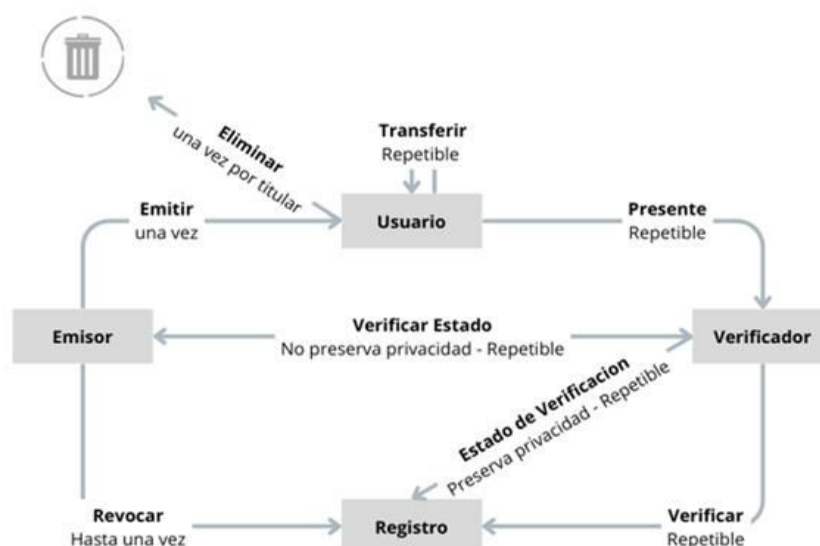 Eliminar
una vez por titular
Transferir
Repetible
Emitir
una vez
Usuario
Presente
Repetible
Emisor
Verificar Estado
No preserva privacidad - Repetible
Verificador
Estado de Verificacion
Preserva privacidad - Repetible
Revocar
Hasta una vez
Registro
Verificar
Repetible